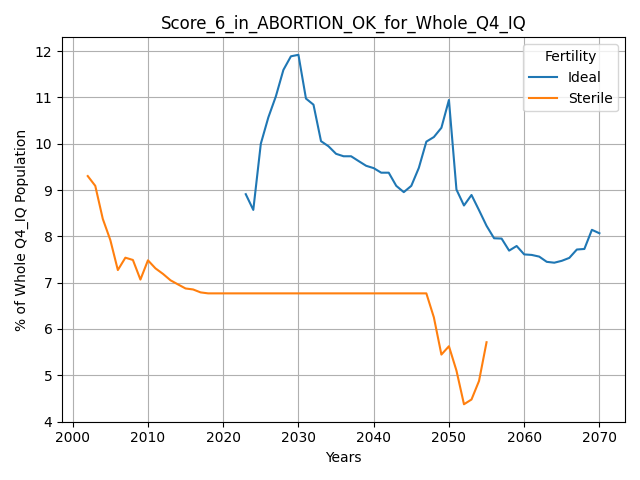 Score_6_in_ABORTION_OK_for_Whole_Q4_IQ
Fertility
Ideal
Sterile
% of Whole Q4_IQ Population
12
11
10
9
8
7
6
5
4
2000 2010 2020 2030 2040 2050 2060 2070
Years